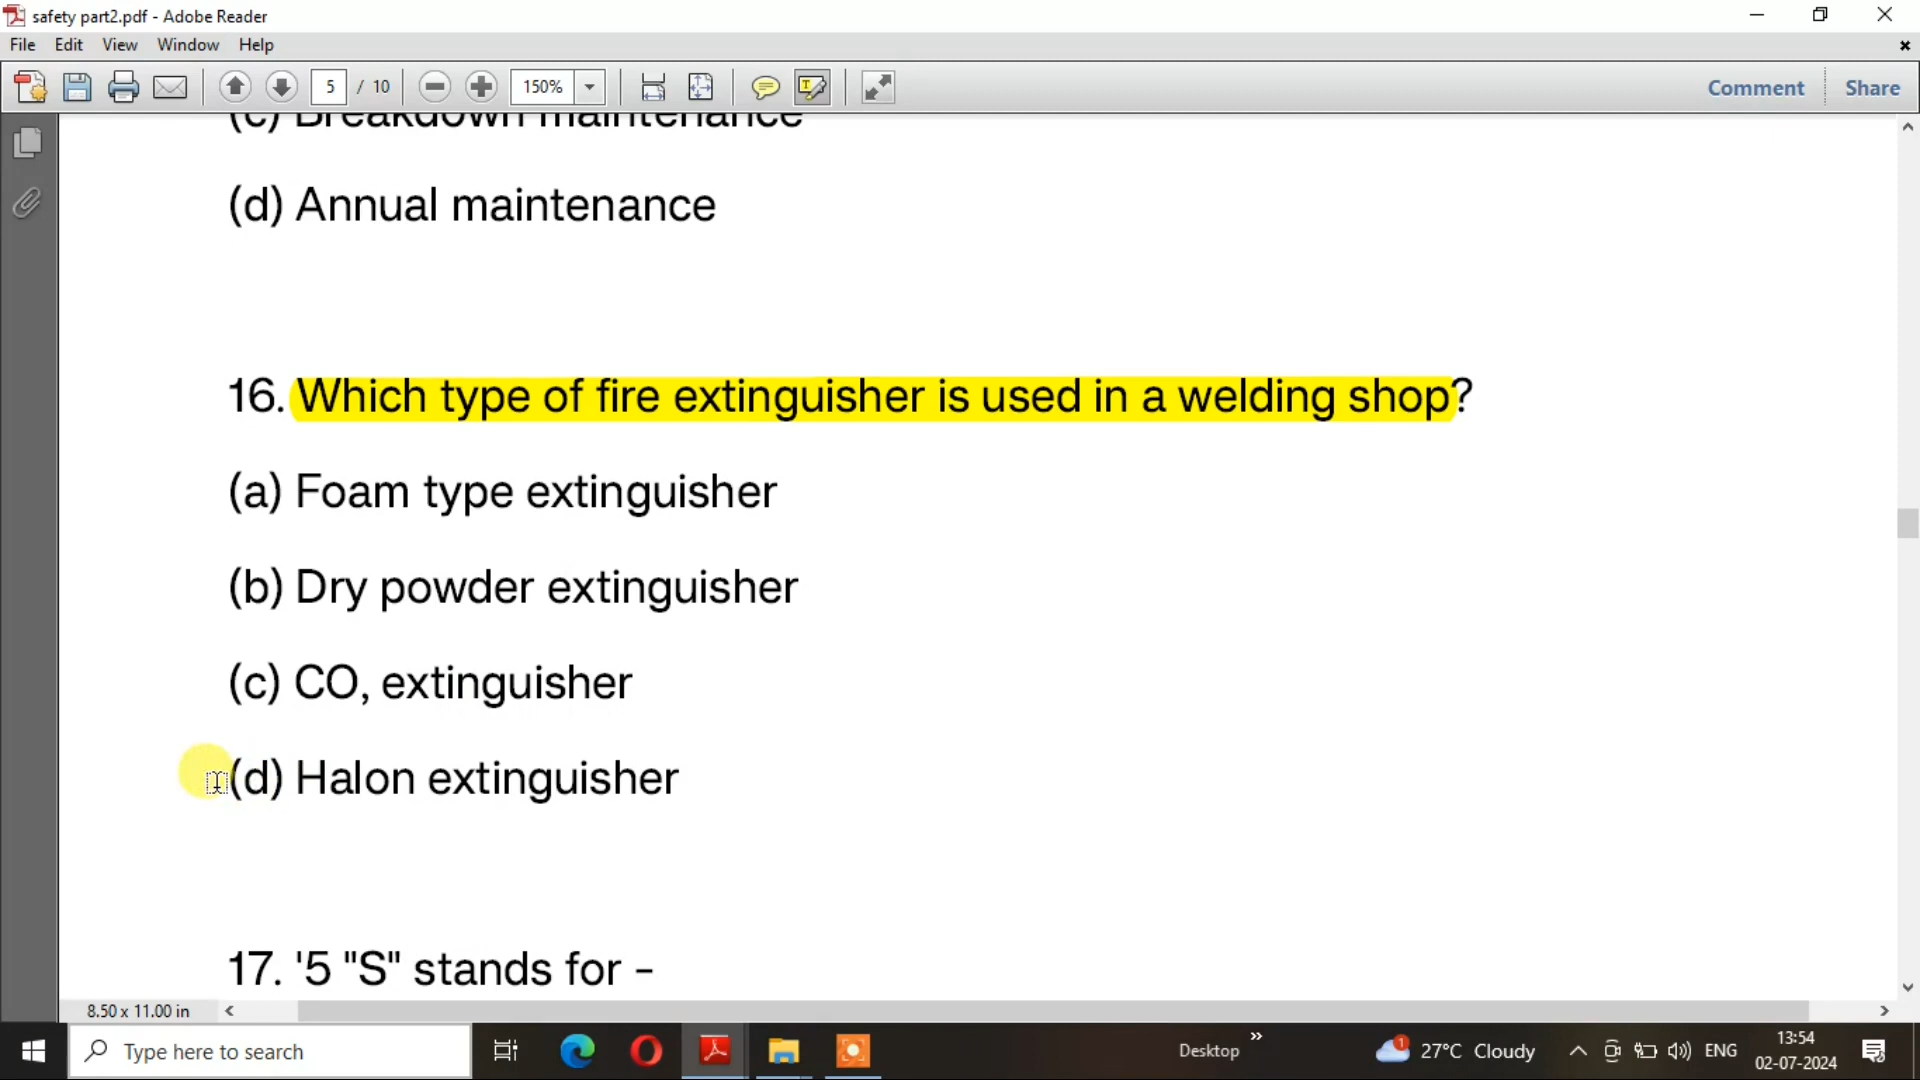 safety part2.pdf - Adobe Reader
File Edit View Window Help
5 / 10 150% Comment Share
(c) Breakdown maintenance
(d) Annual maintenance
16. Which type of fire extinguisher is used in a welding shop?
(a) Foam type extinguisher
(b) Dry powder extinguisher
(c) CO, extinguisher
(d) Halon extinguisher
17. '5 "S" stands for -
8.50 x 11.00 in
Type here to search
Desktop
27°C Cloudy
ENG
13:54
02-07-2024